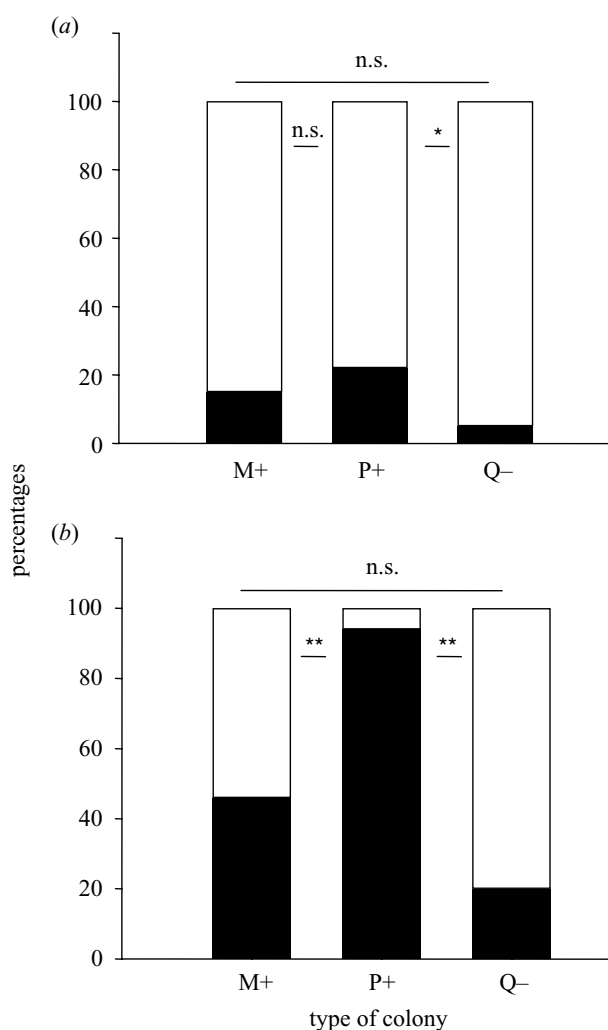 (a)
n.s.
100
n.s.
*
80
60
40
20
0
M+ P+ Q–
percentages
(b)
n.s.
100
** **
80
60
40
20
0
M+ P+ Q–
type of colony